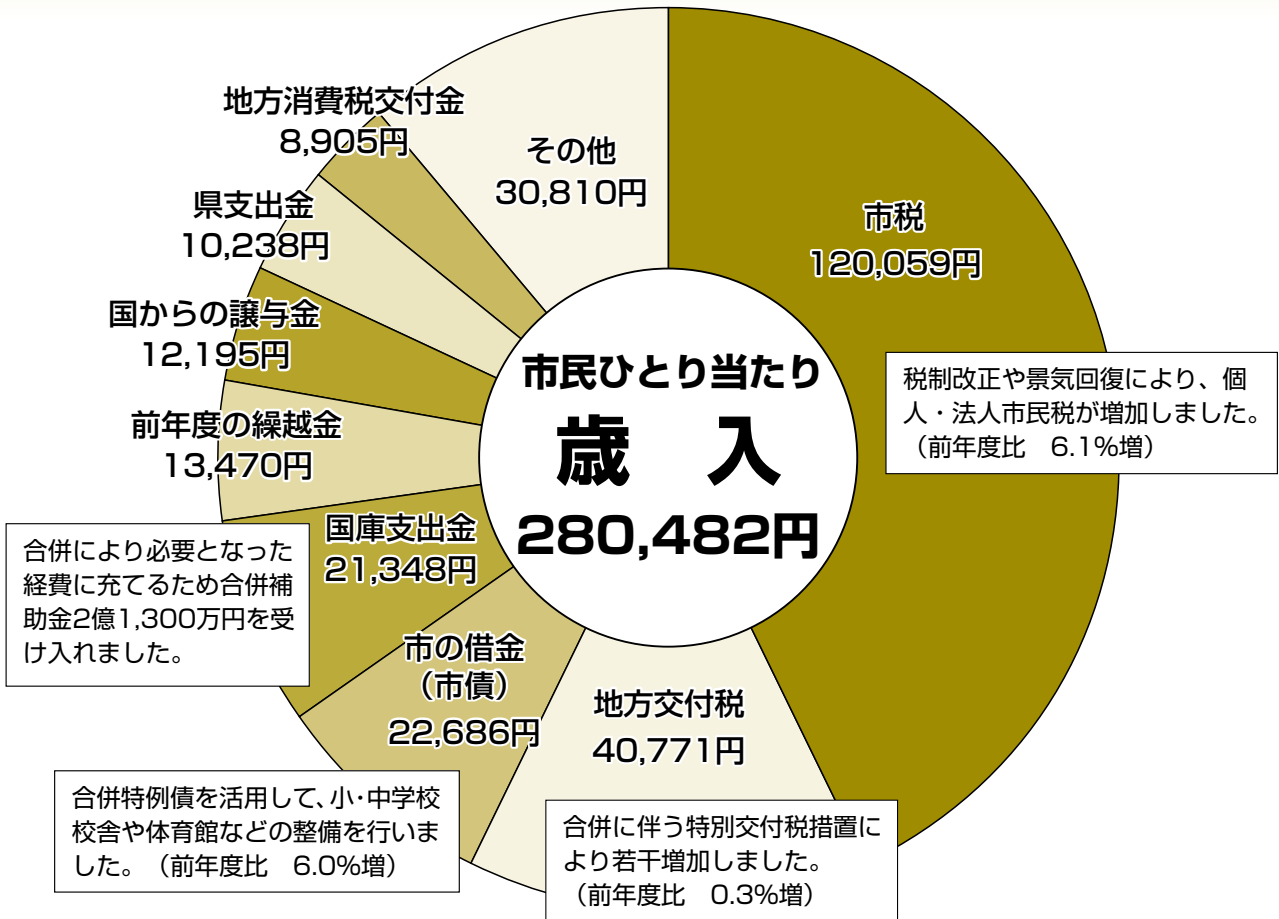 市民ひとり当たり
歳　入
280,482円
市税
120,059円
税制改正や景気回復により、個
人・法人市民税が増加しました。
（前年度比　6.1%増）
地方交付税
40,771円
合併に伴う特別交付税措置に
より若干増加しました。
（前年度比　0.3%増）
市の借金
（市債）
22,686円
合併特例債を活用して、小・中学校
校舎や体育館などの整備を行いま
した。（前年度比　6.0%増）
国庫支出金
21,348円
合併により必要となった
経費に充てるため合併補
助金2億1,300万円を受
け入れました。
前年度の繰越金
13,470円
国からの譲与金
12,195円
県支出金
10,238円
地方消費税交付金
8,905円
その他
30,810円